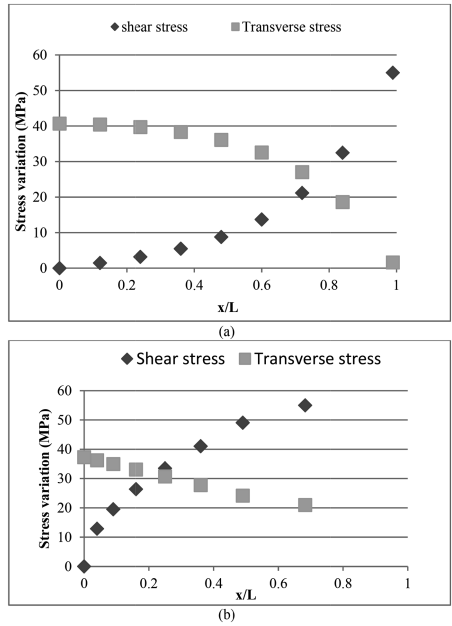 shear stress Transverse stress
60
50
40
30
20
10
0
Stress variation (MPa)
0 0.2 0.4 0.6 0.8 1
x/L
(a)
Shear stress Transverse stress
60
50
40
30
20
10
0
Stress variation (MPa)
0 0.2 0.4 0.6 0.8 1
x/L
(b)